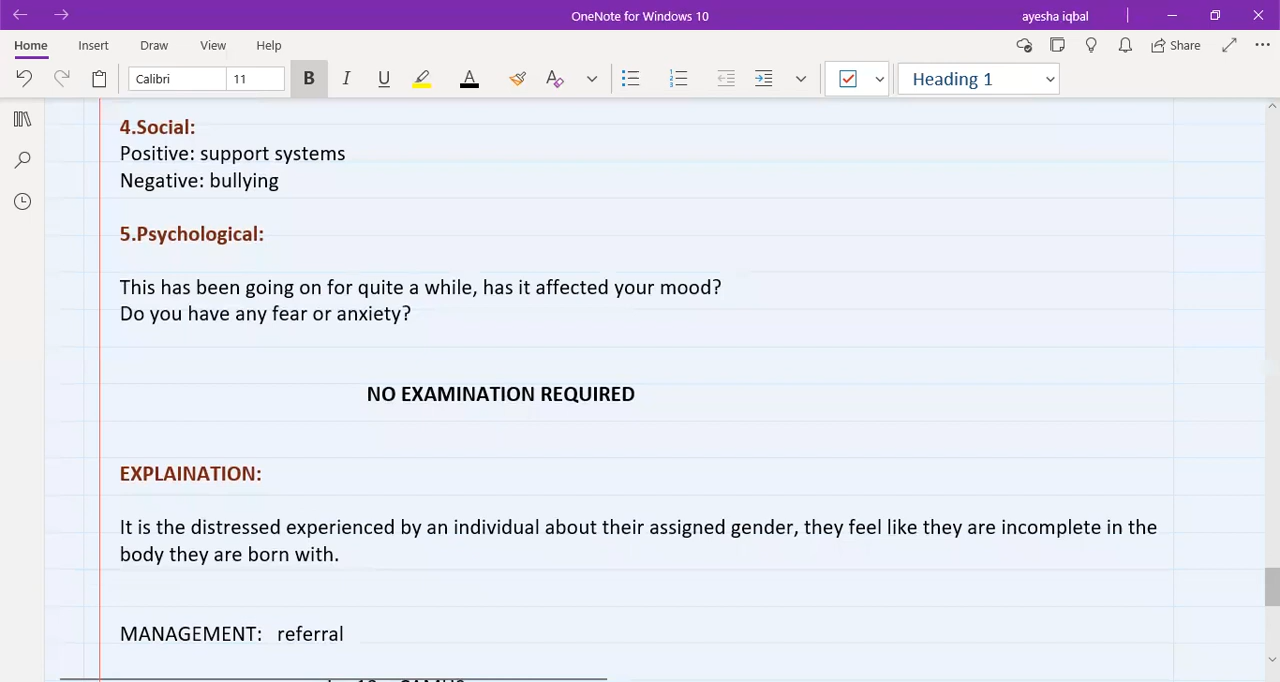 OneNote for Windows 10
ayesha iqbal
Home Insert Draw View Help
Share
Calibri 11 B I U A A Heading 1
4.Social:
Positive: support systems
Negative: bullying
5.Psychological:
This has been going on for quite a while, has it affected your mood?
Do you have any fear or anxiety?
NO EXAMINATION REQUIRED
EXPLAINATION:
It is the distressed experienced by an individual about their assigned gender, they feel like they are incomplete in the
body they are born with.
MANAGEMENT: referral